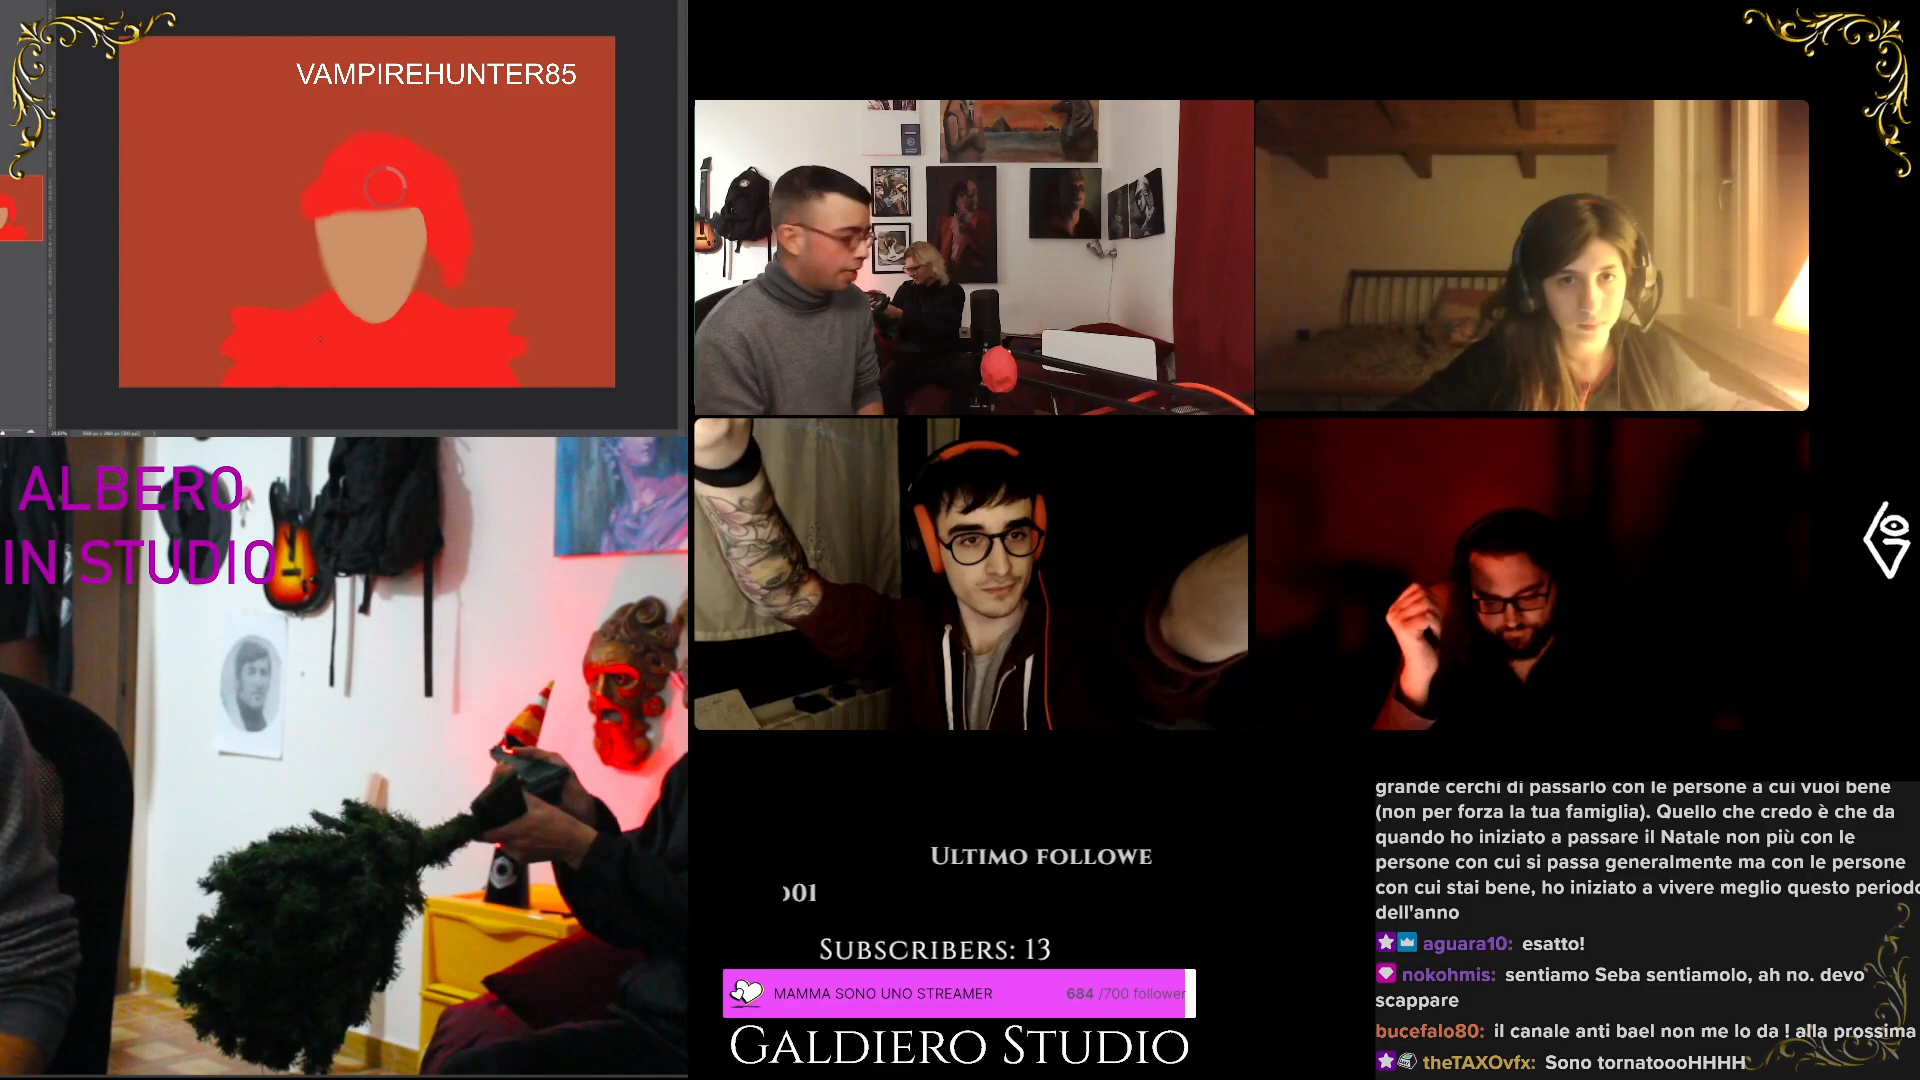 VAMPIREHUNTER85
ALBERO
IN STUDIO
Ultimo followe
001
Subscribers: 13
MAMMA SONO UNO STREAMER 684 /700 follower
Galdiero Studio
grande cerchi di passarlo con le persone a cui vuoi bene
(non per forza la tua famiglia). Quello che credo è che da
quando ho iniziato a passare il Natale non più con le
persone con cui si passa generalmente ma con le persone
con cui stai bene, ho iniziato a vivere meglio questo periodo
dell'anno
aguara10: esatto!
nokohmis: sentiamo Seba sentiamolo, ah no. devo
scappare
bucefalo80: il canale anti bael non me lo da ! alla prossima
theTAXOvfx: Sono tornatoooHHHH